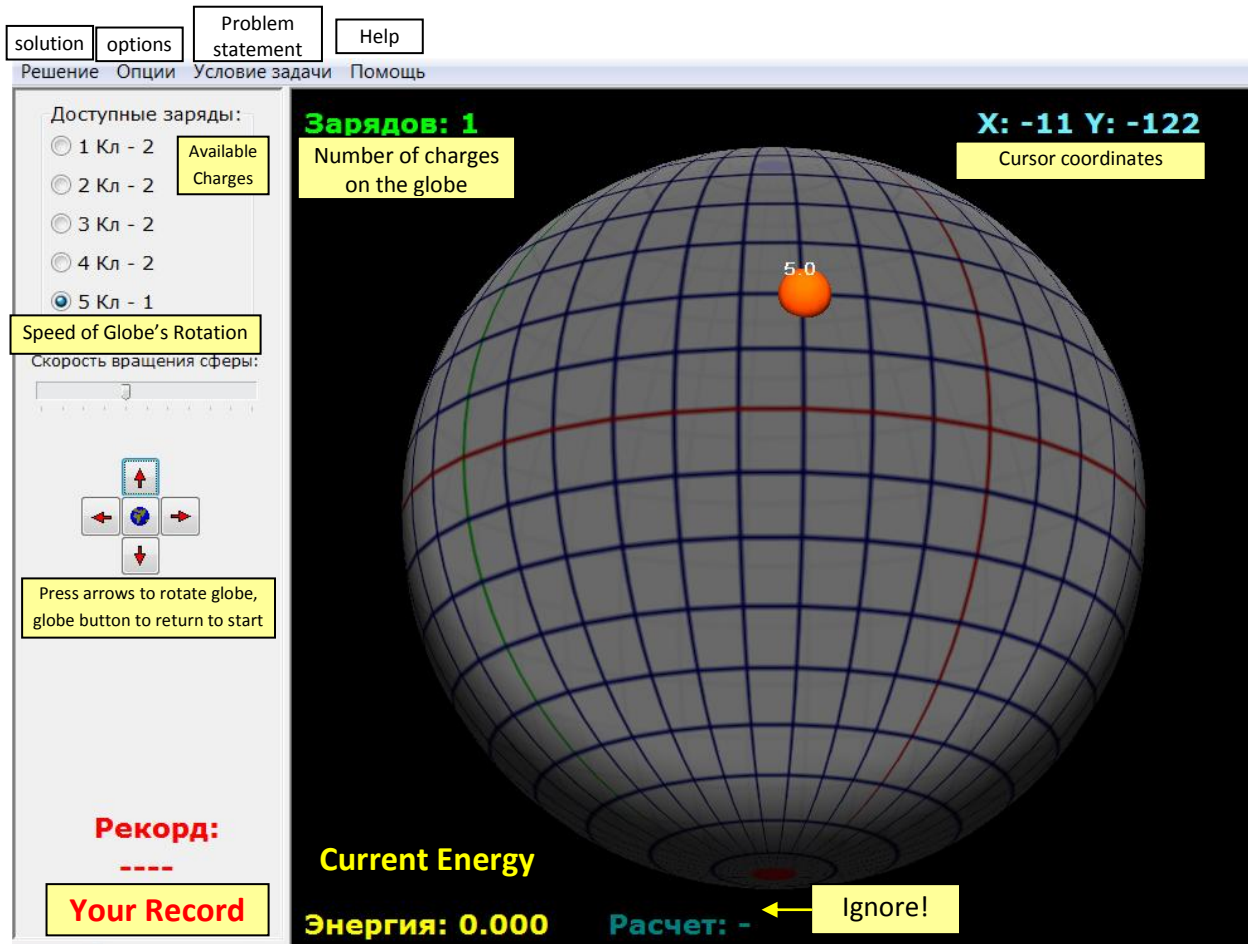 solution
options
Problem
statement
Help
Решение Опции Условие задачи Помощь
Доступные заряды:
1 Кл - 2
2 Кл - 2
3 Кл - 2
4 Кл - 2
5 Кл - 1
Available
Charges
Speed of Globe's Rotation
Скорость вращения сферы:
Press arrows to rotate globe,
globe button to return to start
Рекорд:
----
Your Record
Зарядов: 1
Number of charges
on the globe
X: -11 Y: -122
Cursor coordinates
5.0
Current Energy
Энергия: 0.000
Расчет: -
Ignore!